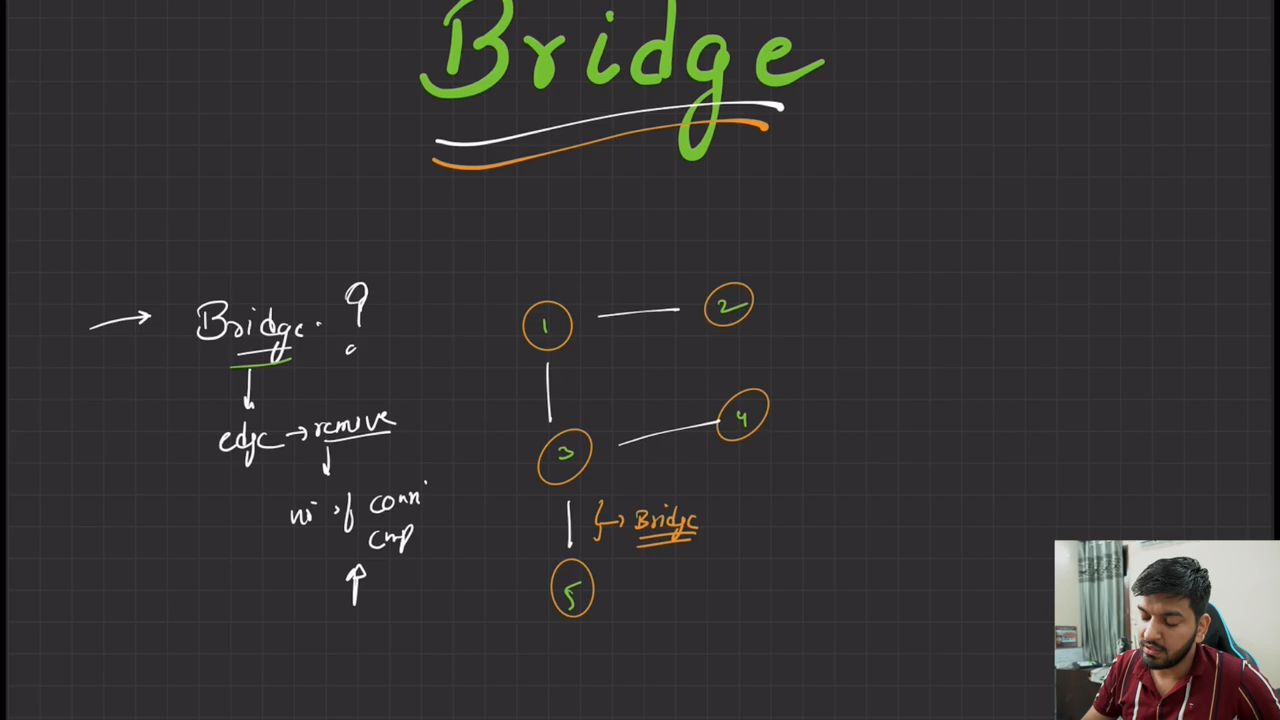 Bridge
→ Bridge. ?
edge → remove
no. of conn.
cmp
↑
1
2
3
4
→ Bridge
5